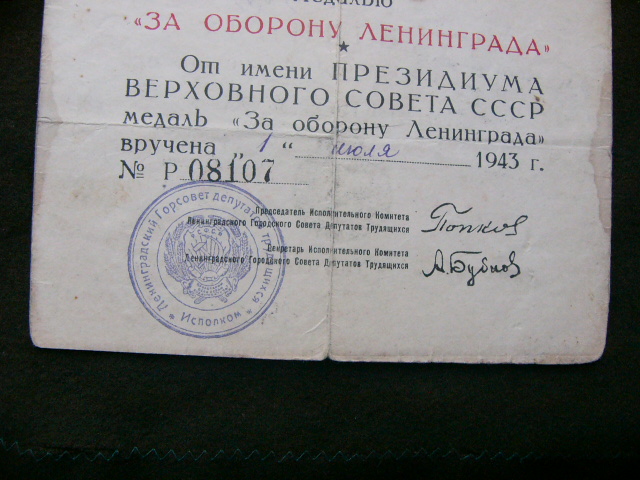 медалью
«ЗА ОБОРОНУ ЛЕНИНГРАДА»
От имени ПРЕЗИДИУМА
ВЕРХОВНОГО СОВЕТА СССР
медаль «За оборону Ленинграда»
вручена „ 1 “ июля 1943 г.
№ Р 08107
Председатель Исполнительного Комитета
Ленинградского Городского Совета Депутатов Трудящихся
Попков
Секретарь Исполнительного Комитета
Ленинградского Городского Совета Депутатов Трудящихся
А.Бубнов
Ленинградский Горсовет депутатов трудящихся
* Исполком *